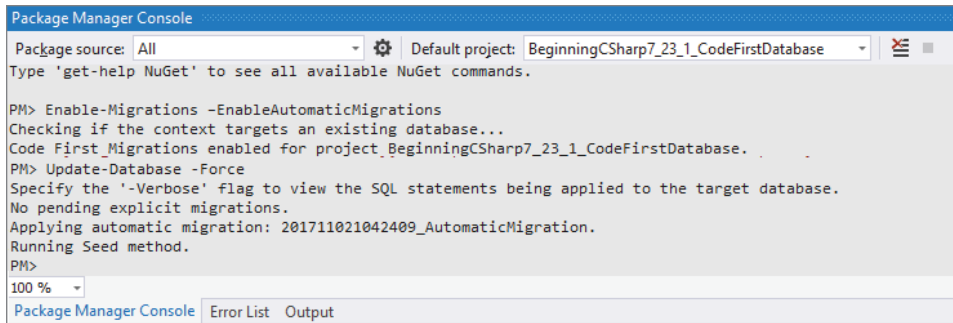 Package Manager Console
Package source: All Default project: BeginningCSharp7_23_1_CodeFirstDatabase
Type 'get-help NuGet' to see all available NuGet commands.
PM> Enable-Migrations –EnableAutomaticMigrations
Checking if the context targets an existing database...
Code First Migrations enabled for project BeginningCSharp7_23_1_CodeFirstDatabase.
PM> Update-Database -Force
Specify the '-Verbose' flag to view the SQL statements being applied to the target database.
No pending explicit migrations.
Applying automatic migration: 201711021042409_AutomaticMigration.
Running Seed method.
PM>
100 %
Package Manager Console Error List Output